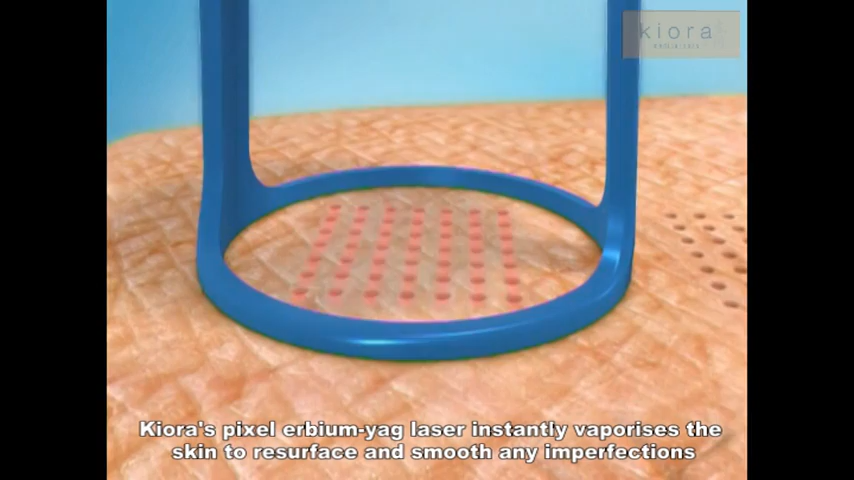 kiora
Kiora's pixel erbium-yag laser instantly vaporises the
skin to resurface and smooth any imperfections